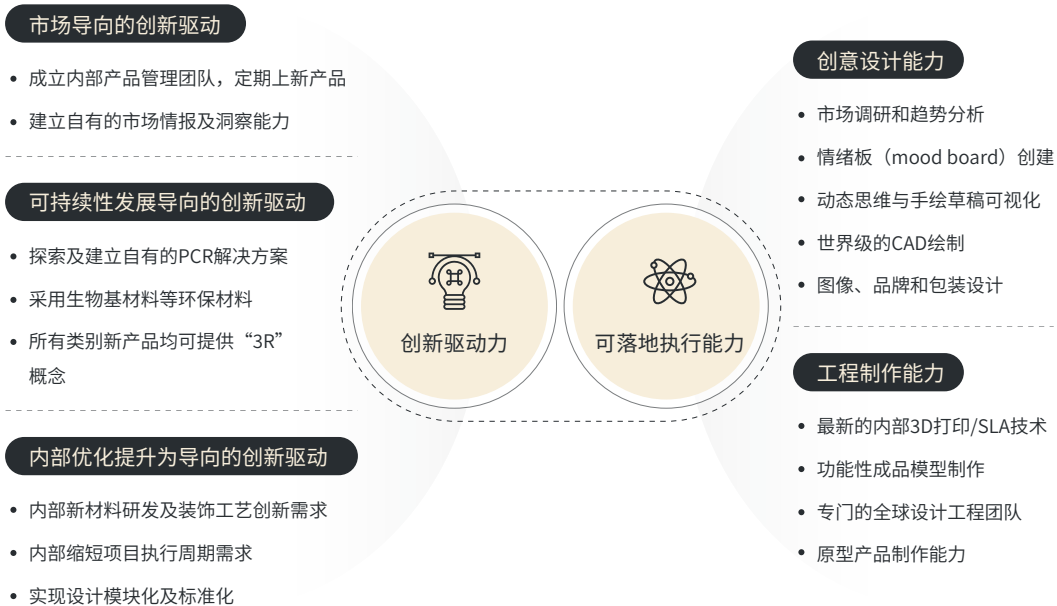 市场导向的创新驱动
成立内部产品管理团队，定期上新产品
建立自有的市场情报及洞察能力
可持续性发展导向的创新驱动
探索及建立自有的PCR解决方案
采用生物基材料等环保材料
所有类别新产品均可提供“3R”
概念
内部优化提升为导向的创新驱动
内部新材料研发及装饰工艺创新需求
内部缩短项目执行周期需求
实现设计模块化及标准化
创新驱动力
可落地执行能力
创意设计能力
市场调研和趋势分析
情绪板（mood board）创建
动态思维与手绘草稿可视化
世界级的CAD绘制
图像、品牌和包装设计
工程制作能力
最新的内部3D打印/SLA技术
功能性成品模型制作
专门的全球设计工程团队
原型产品制作能力